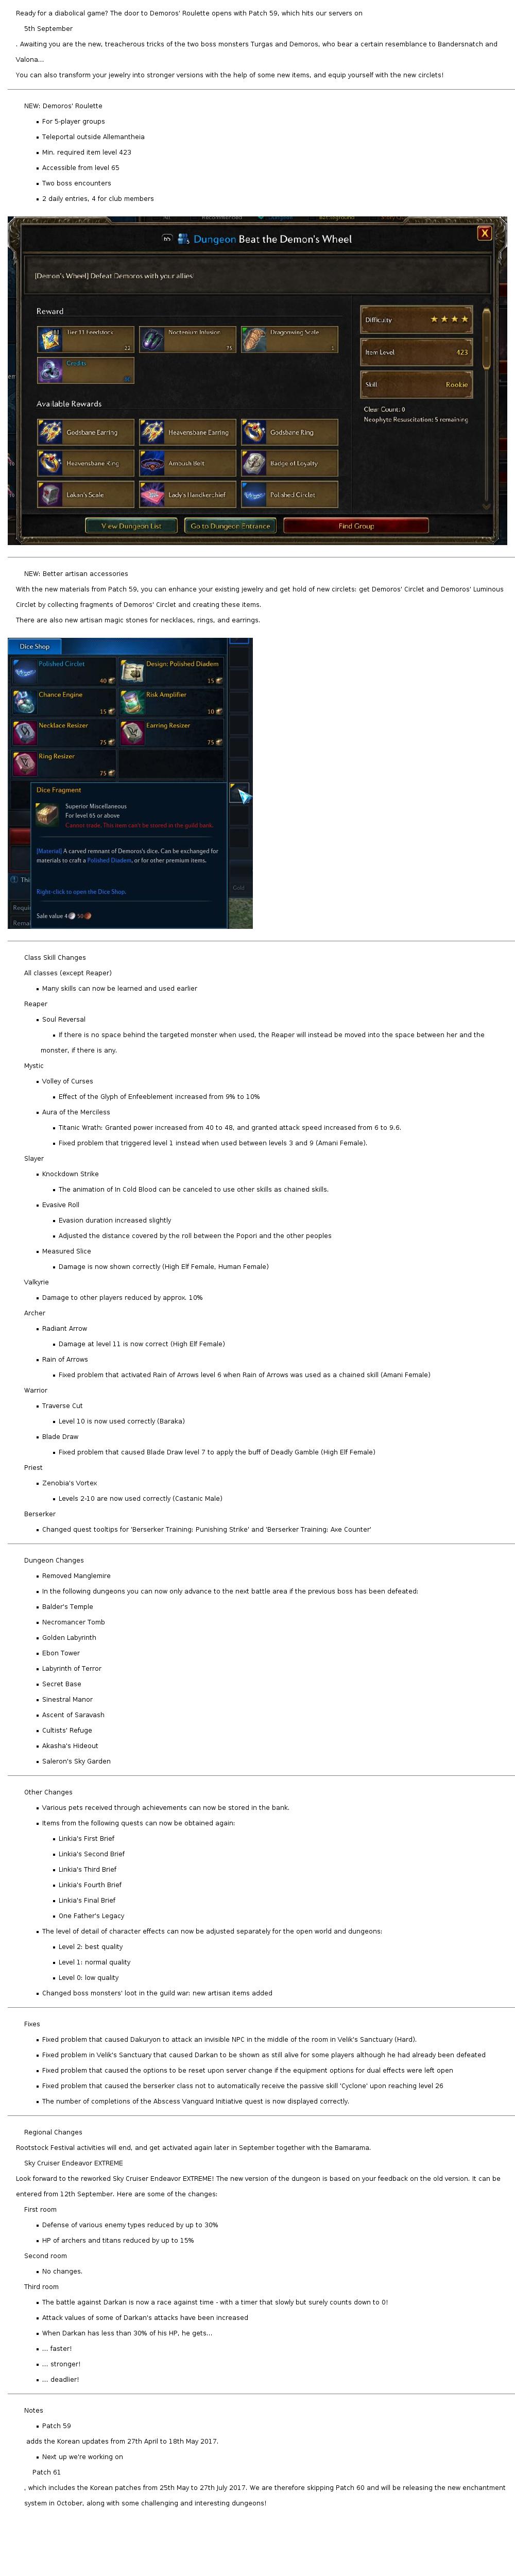 Ready for a diabolical game? The door to Demoros' Roulette opens with Patch 59, which hits our servers on
5th September
. Awaiting you are the new, treacherous tricks of the two boss monsters Turgas and Demoros, who bear a certain resemblance to Bandersnatch and
Valona...
You can also transform your jewelry into stronger versions with the help of some new items, and equip yourself with the new circlets!
NEW: Demoros' Roulette
▪ For 5-player groups
▪ Teleportal outside Allemantheia
▪ Min. required item level 423
▪ Accessible from level 65
▪ Two boss encounters
▪ 2 daily entries, 4 for club members
Dungeon Beat the Demon's Wheel
X
[Demon's Wheel] Defeat Demoros with your allies
Reward
Tier 11 Feedstock
22
Noctenium Infusion
75
Dragonwing Scale
1
Credits
Available Rewards
Godsbane Earring
Heavensbane Earring
Godsbane Ring
Heavensbane Ring
Ambush Belt
Badge of Loyalty
Lakan's Scale
Lady's Handkerchief
Polished Circlet
Difficulty
Item Level 423
Skill Rookie
Clear Count: 0
Neophyte Resuscitation: 5 remaining
View Dungeon List
Go to Dungeon Entrance
Find Group
NEW: Better artisan accessories
With the new materials from Patch 59, you can enhance your existing jewelry and get hold of new circlets: get Demoros' Circlet and Demoros' Luminous
Circlet by collecting fragments of Demoros' Circlet and creating these items.
There are also new artisan magic stones for necklaces, rings, and earrings.
Dice Shop
Polished Circlet
40
Design: Polished Diadem
15
Chance Engine
15
Risk Amplifier
10
Necklace Resizer
75
Earring Resizer
75
Ring Resizer
75
Dice Fragment
Superior Miscellaneous
For level 65 or above
Cannot trade. This item can't be stored in the guild bank.
[Material] A carved remnant of Demoros's dice. Can be exchanged for
materials to craft a Polished Diadem, or for other premium items.
Right-click to open the Dice Shop.
Sale value 4 50
Gold
Class Skill Changes
All classes (except Reaper)
▪ Many skills can now be learned and used earlier
Reaper
▪ Soul Reversal
▪ If there is no space behind the targeted monster when used, the Reaper will instead be moved into the space between her and the
monster, if there is any.
Mystic
▪ Volley of Curses
▪ Effect of the Glyph of Enfeeblement increased from 9% to 10%
▪ Aura of the Merciless
▪ Titanic Wrath: Granted power increased from 40 to 48, and granted attack speed increased from 6 to 9.6.
▪ Fixed problem that triggered level 1 instead when used between levels 3 and 9 (Amani Female).
Slayer
▪ Knockdown Strike
▪ The animation of In Cold Blood can be canceled to use other skills as chained skills.
▪ Evasive Roll
▪ Evasion duration increased slightly
▪ Adjusted the distance covered by the roll between the Popori and the other peoples
▪ Measured Slice
▪ Damage is now shown correctly (High Elf Female, Human Female)
Valkyrie
▪ Damage to other players reduced by approx. 10%
Archer
▪ Radiant Arrow
▪ Damage at level 11 is now correct (High Elf Female)
▪ Rain of Arrows
▪ Fixed problem that activated Rain of Arrows level 6 when Rain of Arrows was used as a chained skill (Amani Female)
Warrior
▪ Traverse Cut
▪ Level 10 is now used correctly (Baraka)
▪ Blade Draw
▪ Fixed problem that caused Blade Draw level 7 to apply the buff of Deadly Gamble (High Elf Female)
Priest
▪ Zenobia's Vortex
▪ Levels 2-10 are now used correctly (Castanic Male)
Berserker
▪ Changed quest tooltips for 'Berserker Training: Punishing Strike' and 'Berserker Training: Axe Counter'
Dungeon Changes
▪ Removed Manglemire
▪ In the following dungeons you can now only advance to the next battle area if the previous boss has been defeated:
▪ Balder's Temple
▪ Necromancer Tomb
▪ Golden Labyrinth
▪ Ebon Tower
▪ Labyrinth of Terror
▪ Secret Base
▪ Sinestral Manor
▪ Ascent of Saravash
▪ Cultists' Refuge
▪ Akasha's Hideout
▪ Saleron's Sky Garden
Other Changes
▪ Various pets received through achievements can now be stored in the bank.
▪ Items from the following quests can now be obtained again:
▪ Linkia's First Brief
▪ Linkia's Second Brief
▪ Linkia's Third Brief
▪ Linkia's Fourth Brief
▪ Linkia's Final Brief
▪ One Father's Legacy
▪ The level of detail of character effects can now be adjusted separately for the open world and dungeons:
▪ Level 2: best quality
▪ Level 1: normal quality
▪ Level 0: low quality
▪ Changed boss monsters' loot in the guild war: new artisan items added
Fixes
▪ Fixed problem that caused Dakuryon to attack an invisible NPC in the middle of the room in Velik's Sanctuary (Hard).
▪ Fixed problem in Velik's Sanctuary that caused Darkan to be shown as still alive for some players although he had already been defeated
▪ Fixed problem that caused the options to be reset upon server change if the equipment options for dual effects were left open
▪ Fixed problem that caused the berserker class not to automatically receive the passive skill 'Cyclone' upon reaching level 26
▪ The number of completions of the Abscess Vanguard Initiative quest is now displayed correctly.
Regional Changes
Rootstock Festival activities will end, and get activated again later in September together with the Bamarama.
Sky Cruiser Endeavor EXTREME
Look forward to the reworked Sky Cruiser Endeavor EXTREME! The new version of the dungeon is based on your feedback on the old version. It can be
entered from 12th September. Here are some of the changes:
First room
▪ Defense of various enemy types reduced by up to 30%
▪ HP of archers and titans reduced by up to 15%
Second room
▪ No changes.
Third room
▪ The battle against Darkan is now a race against time - with a timer that slowly but surely counts down to 0!
▪ Attack values of some of Darkan's attacks have been increased
▪ When Darkan has less than 30% of his HP, he gets...
▪ ... faster!
▪ ... stronger!
▪ ... deadlier!
Notes
▪ Patch 59
adds the Korean updates from 27th April to 18th May 2017.
▪ Next up we're working on
Patch 61
, which includes the Korean patches from 25th May to 27th July 2017. We are therefore skipping Patch 60 and will be releasing the new enchantment
system in October, along with some challenging and interesting dungeons!